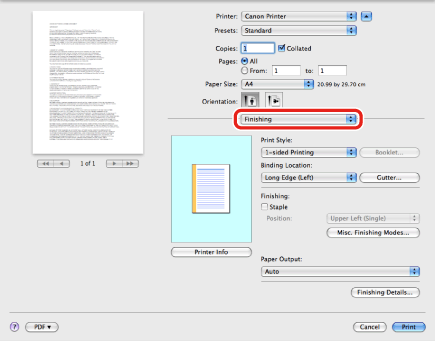 Printer: Canon Printer
Presets: Standard
Copies: 1 Collated
Pages: All
From: 1 to: 1
Paper Size: A4 20.99 by 29.70 cm
Orientation:
Finishing
1 of 1
Print Style:
1-sided Printing Booklet...
Binding Location:
Long Edge (Left) Gutter...
Finishing:
Staple
Position: Upper Left (Single)
Misc. Finishing Modes...
Printer Info
Paper Output:
Auto
Finishing Details...
? PDF Cancel Print